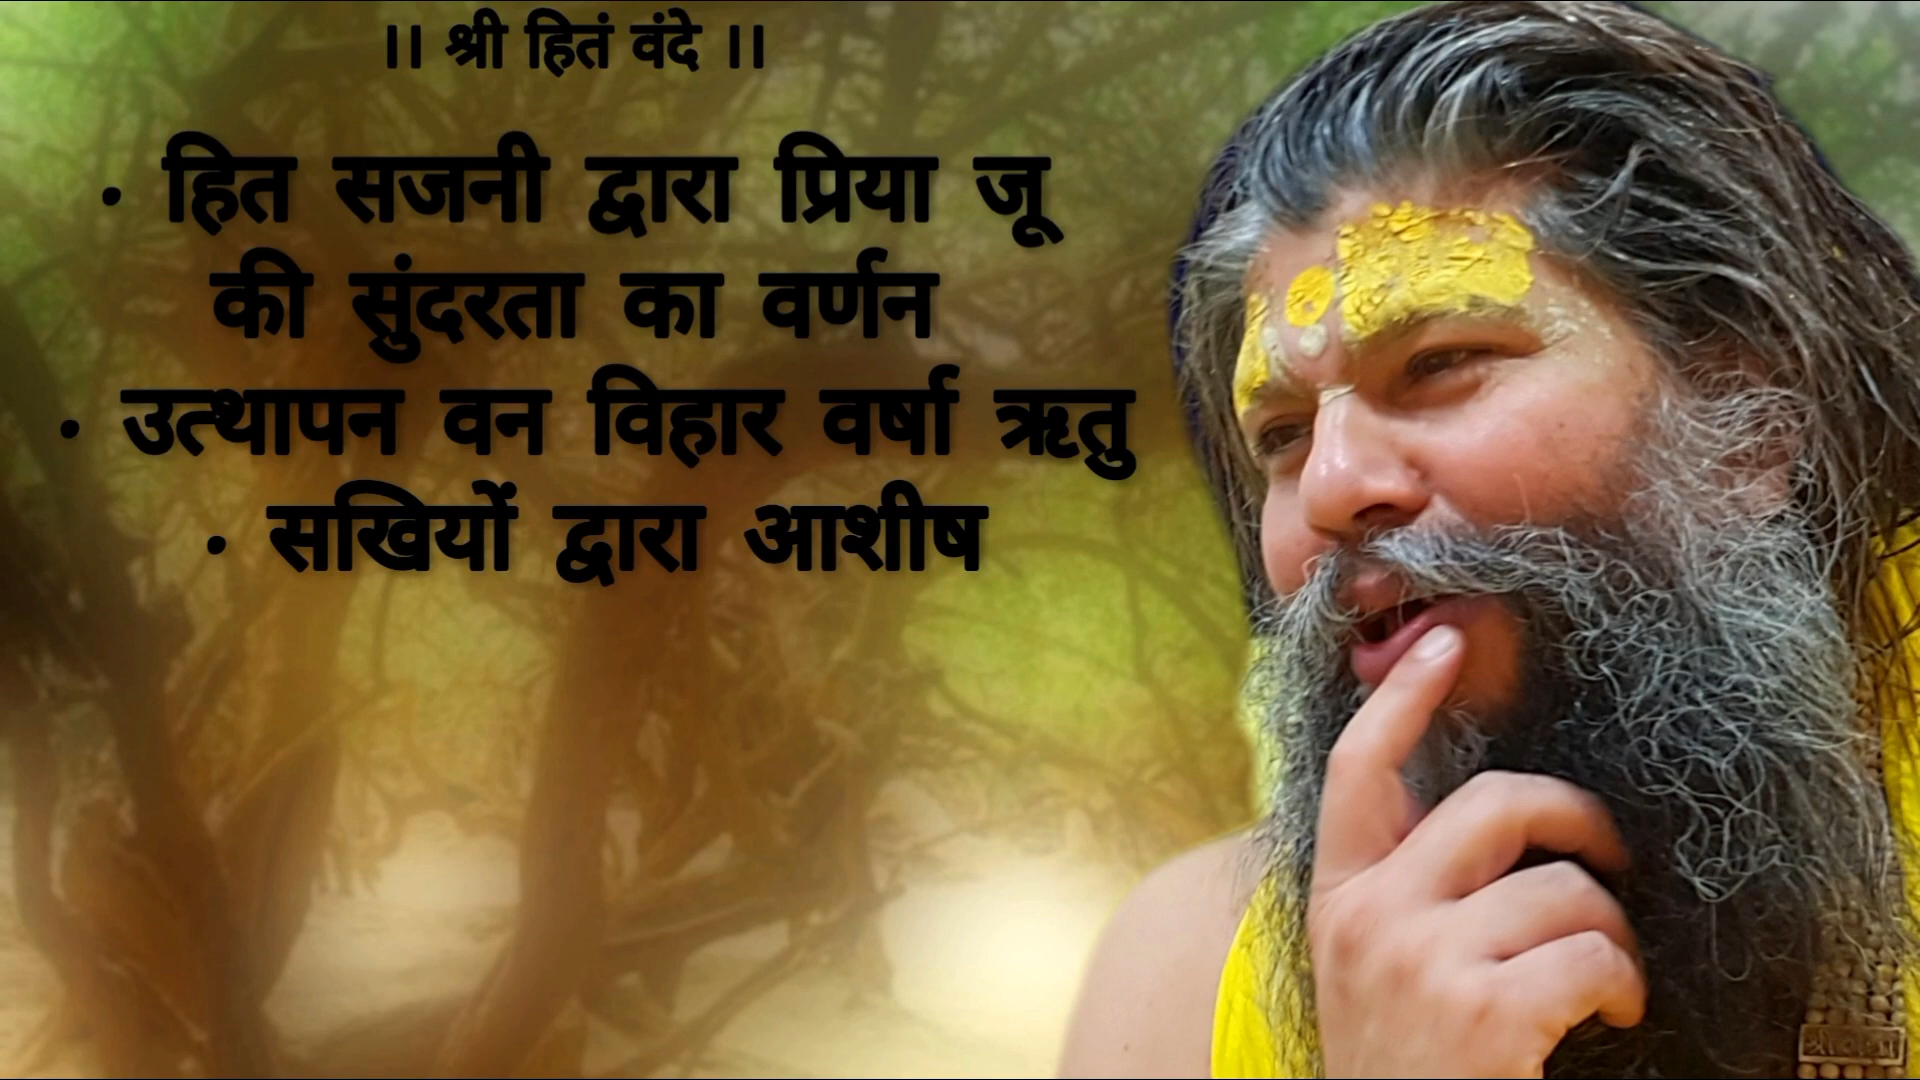 ।। श्री हितं वंदे ।।
• हित सजनी द्वारा प्रिया जू
की सुंदरता का वर्णन
• उत्थापन वन विहार वर्षा ऋतु
• सखियों द्वारा आशीष